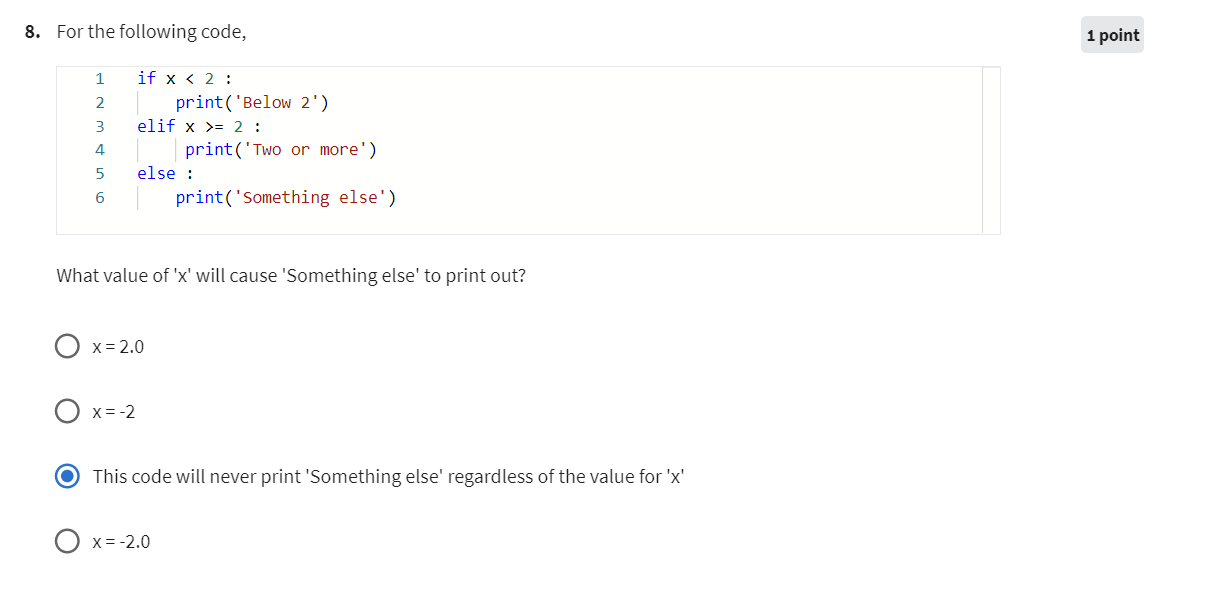 8. For the following code,
1 point
1 if x < 2 :
2 print('Below 2')
3 elif x >= 2 :
4 print('Two or more')
5 else :
6 print('Something else')
What value of 'x' will cause 'Something else' to print out?
x = 2.0
x = -2
This code will never print 'Something else' regardless of the value for 'x'
x = -2.0